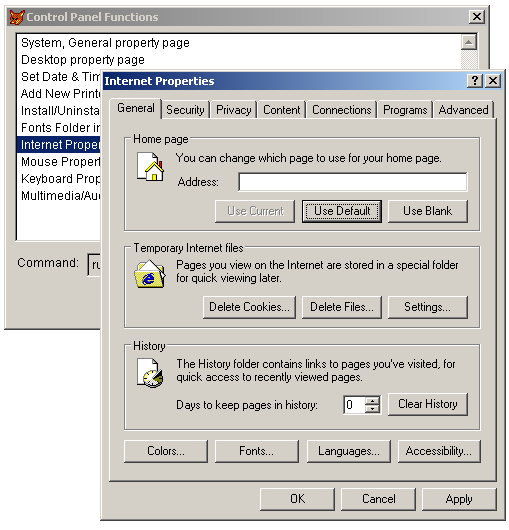 Control Panel Functions
System, General property page
Desktop property page
Set Date & Tim
Add New Printe
Install/Uninsta
Fonts Folder in
Internet Proper
Mouse Propert
Keyboard Prop
Multimedia/Aud
Command: ru
Internet Properties
General Security Privacy Content Connections Programs Advanced
Home page
You can change which page to use for your home page.
Address:
Use Current Use Default Use Blank
Temporary Internet files
Pages you view on the Internet are stored in a special folder
for quick viewing later.
Delete Cookies... Delete Files... Settings...
History
The History folder contains links to pages you've visited, for
quick access to recently viewed pages.
Days to keep pages in history: 0 Clear History
Colors... Fonts... Languages... Accessibility...
OK Cancel Apply